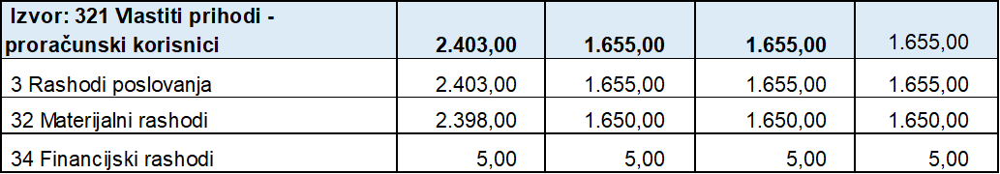 Izvor: 321 Vlastiti prihodi -
proračunski korisnici 2.403,00 1.655,00 1.655,00 1.655,00
3 Rashodi poslovanja 2.403,00 1.655,00 1.655,00 1.655,00
32 Materijalni rashodi 2.398,00 1.650,00 1.650,00 1.650,00
34 Financijski rashodi 5,00 5,00 5,00 5,00